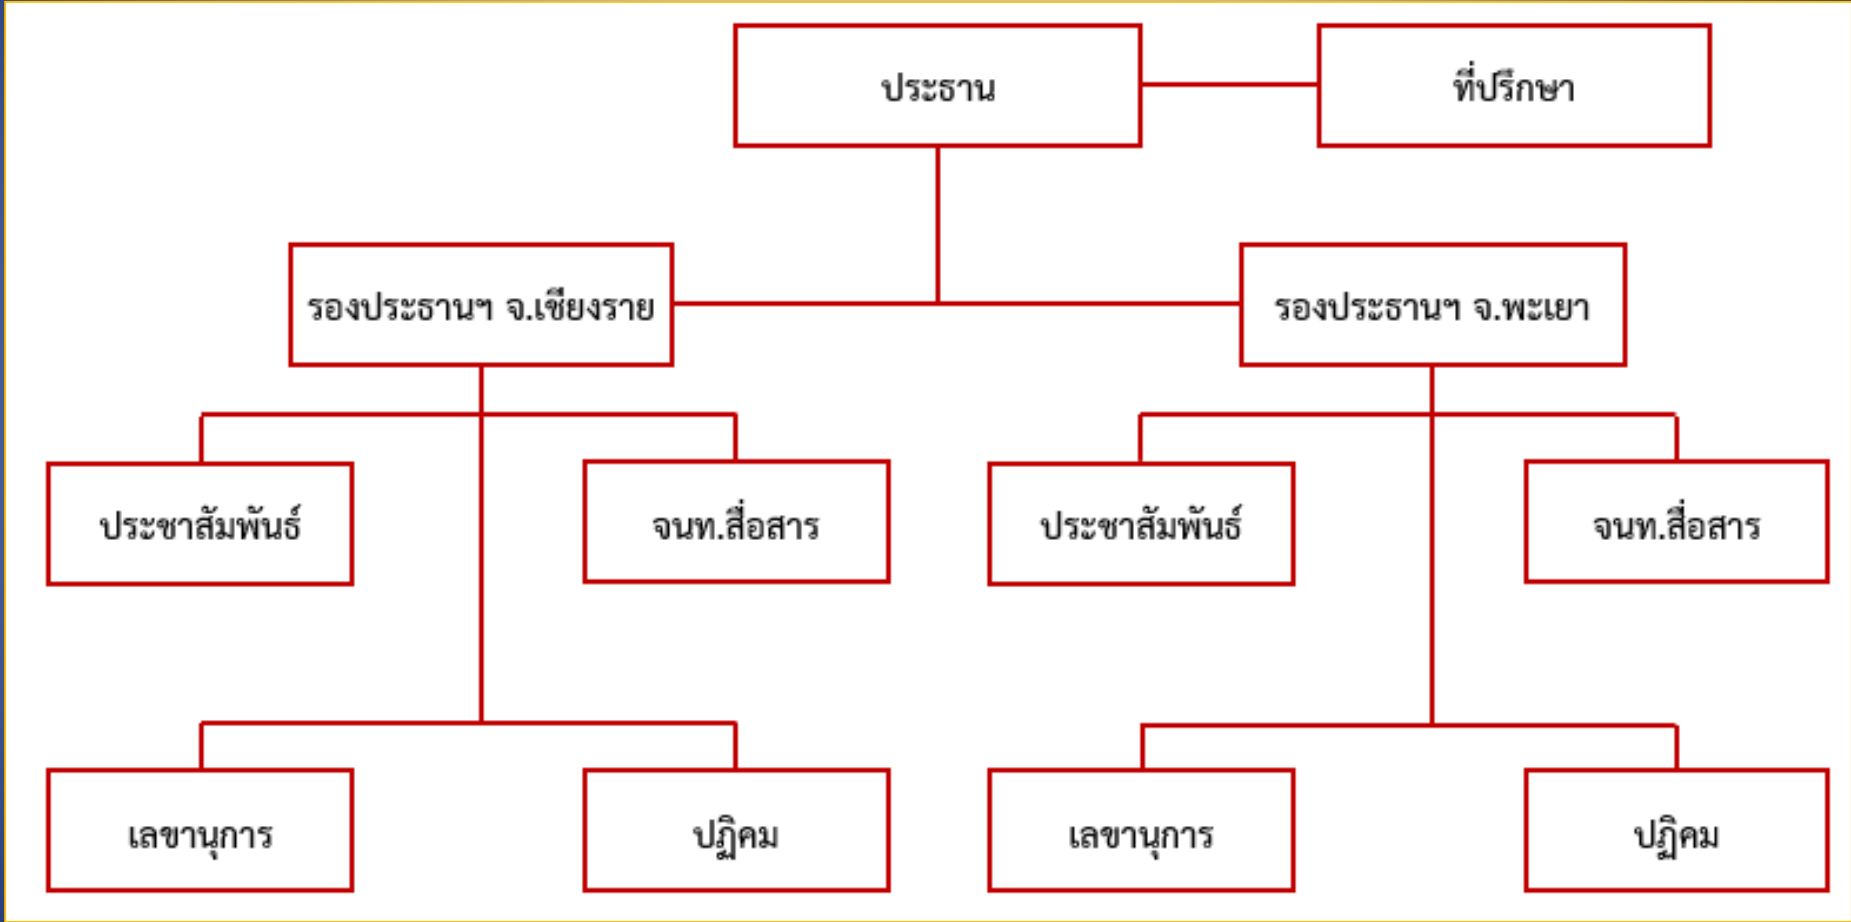 ประธาน
ที่ปรึกษา
รองประธานฯ จ.เชียงราย
รองประธานฯ จ.พะเยา
ประชาสัมพันธ์
จนท.สื่อสาร
ประชาสัมพันธ์
จนท.สื่อสาร
เลขานุการ
ปฏิคม
เลขานุการ
ปฏิคม